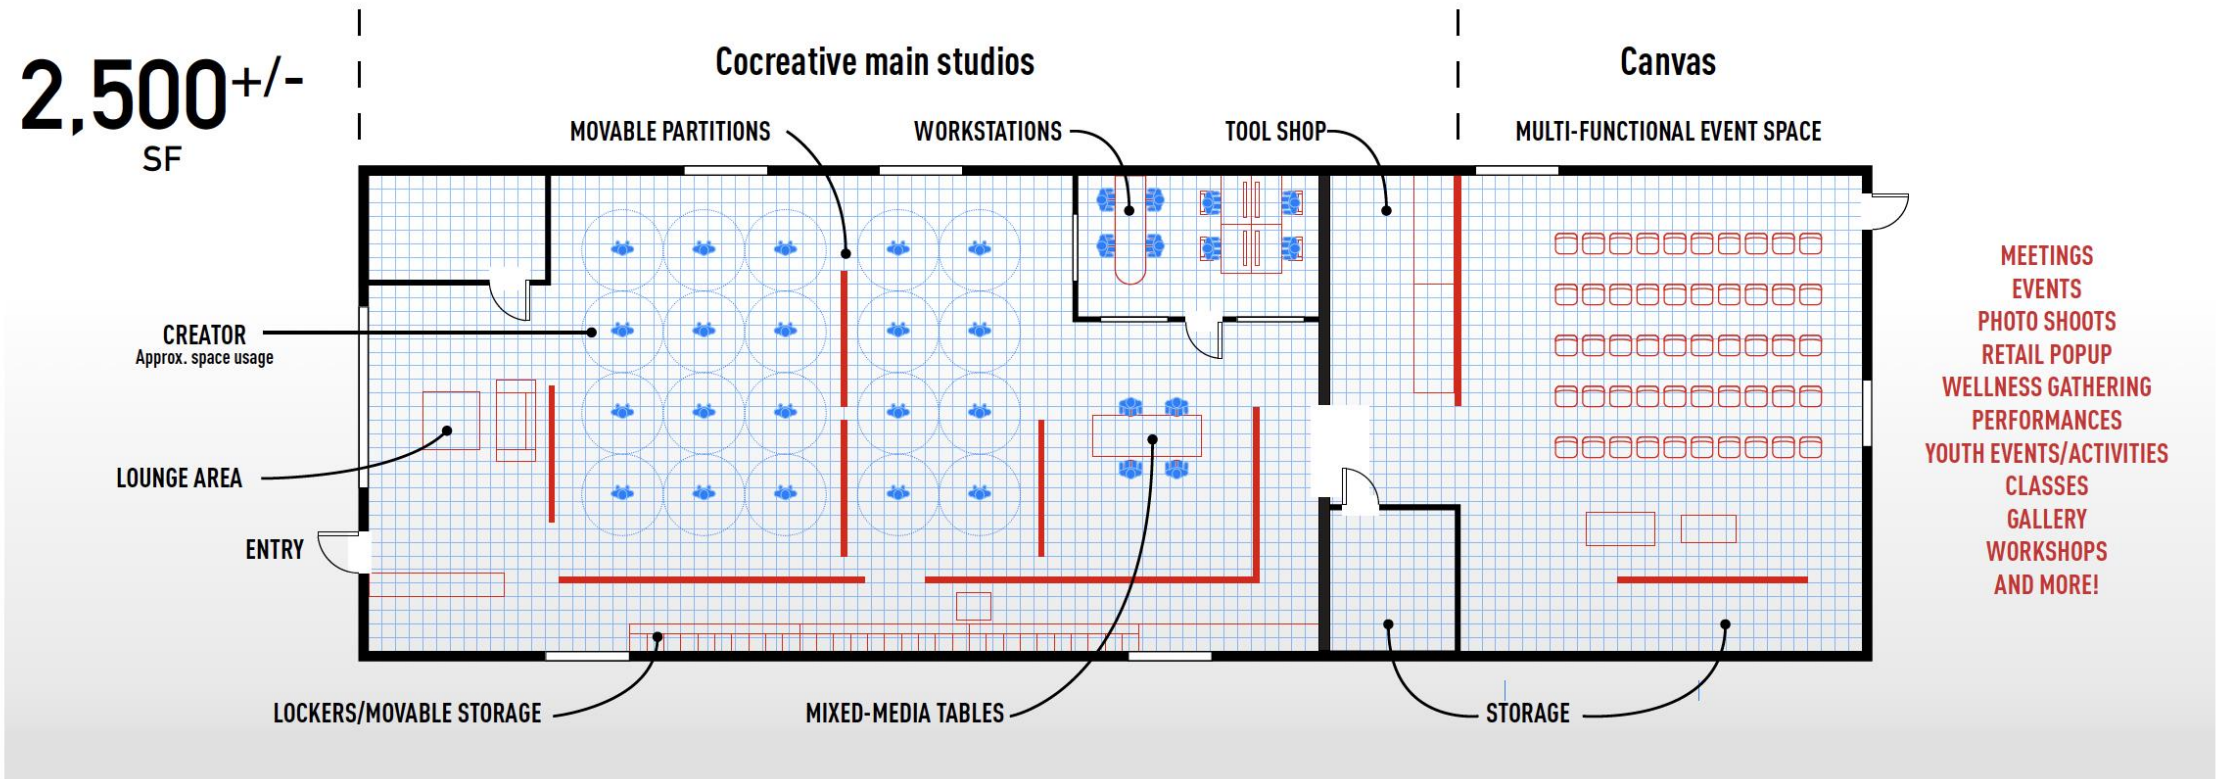 2,500+/-
SF
Cocreative main studios
Canvas
MOVABLE PARTITIONS
WORKSTATIONS
TOOL SHOP
MULTI-FUNCTIONAL EVENT SPACE
CREATOR
Approx. space usage
LOUNGE AREA
ENTRY
MEETINGS
EVENTS
PHOTO SHOOTS
RETAIL POPUP
WELLNESS GATHERING
PERFORMANCES
YOUTH EVENTS/ACTIVITIES
CLASSES
GALLERY
WORKSHOPS
AND MORE!
LOCKERS/MOVABLE STORAGE
MIXED-MEDIA TABLES
STORAGE